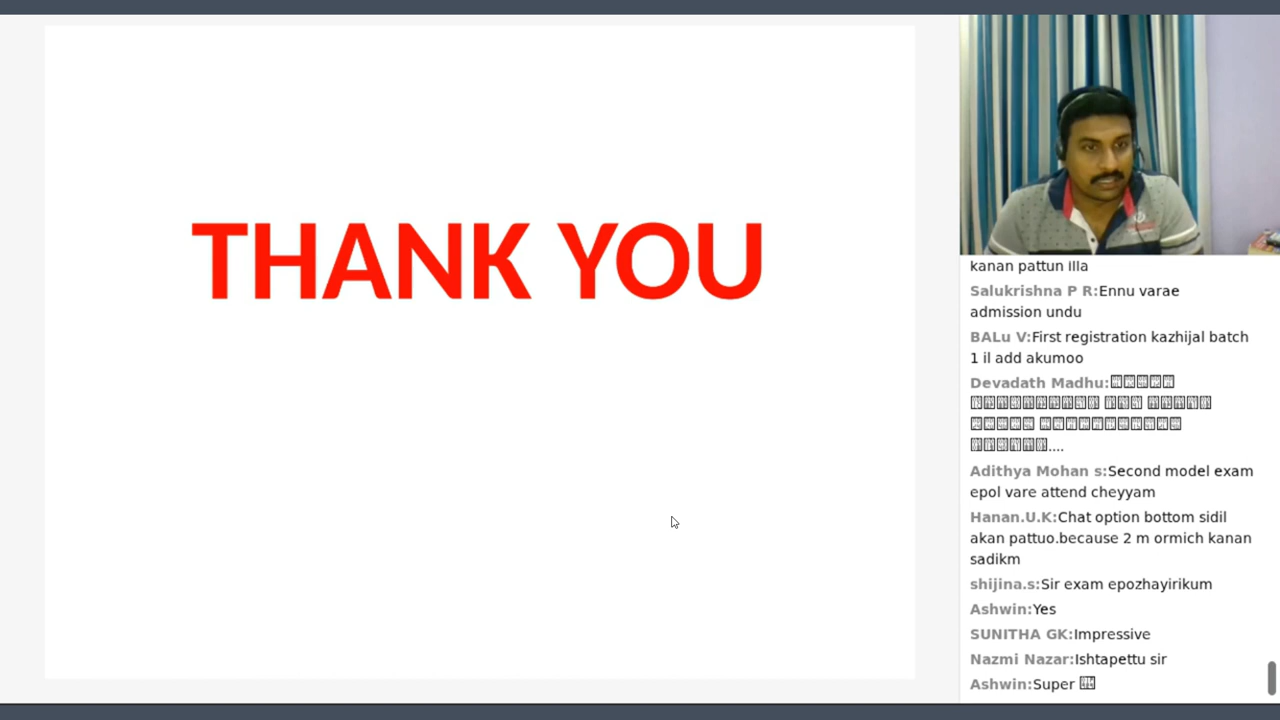 THANK YOU
kanan pattun illa
Salukrishna P R:Ennu varae
admission undu
BALu V:First registration kazhijal batch
1 il add akumoo
Devadath Madhu:
....
Adithya Mohan s:Second model exam
epol vare attend cheyyam
Hanan.U.K:Chat option bottom sidil
akan pattuo.because 2 m ormich kanan
sadikm
shijina.s:Sir exam epozhayirikum
Ashwin:Yes
SUNITHA GK:Impressive
Nazmi Nazar:Ishtapettu sir
Ashwin:Super